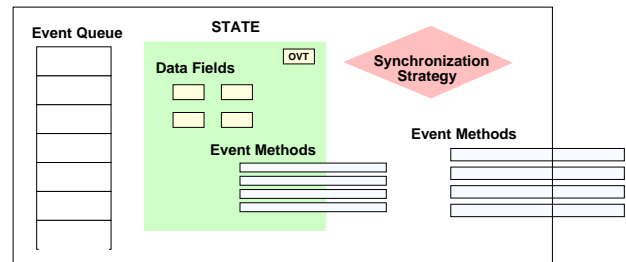 Event Queue
STATE
OVT
Data Fields
Synchronization
Strategy
Event Methods
Event Methods